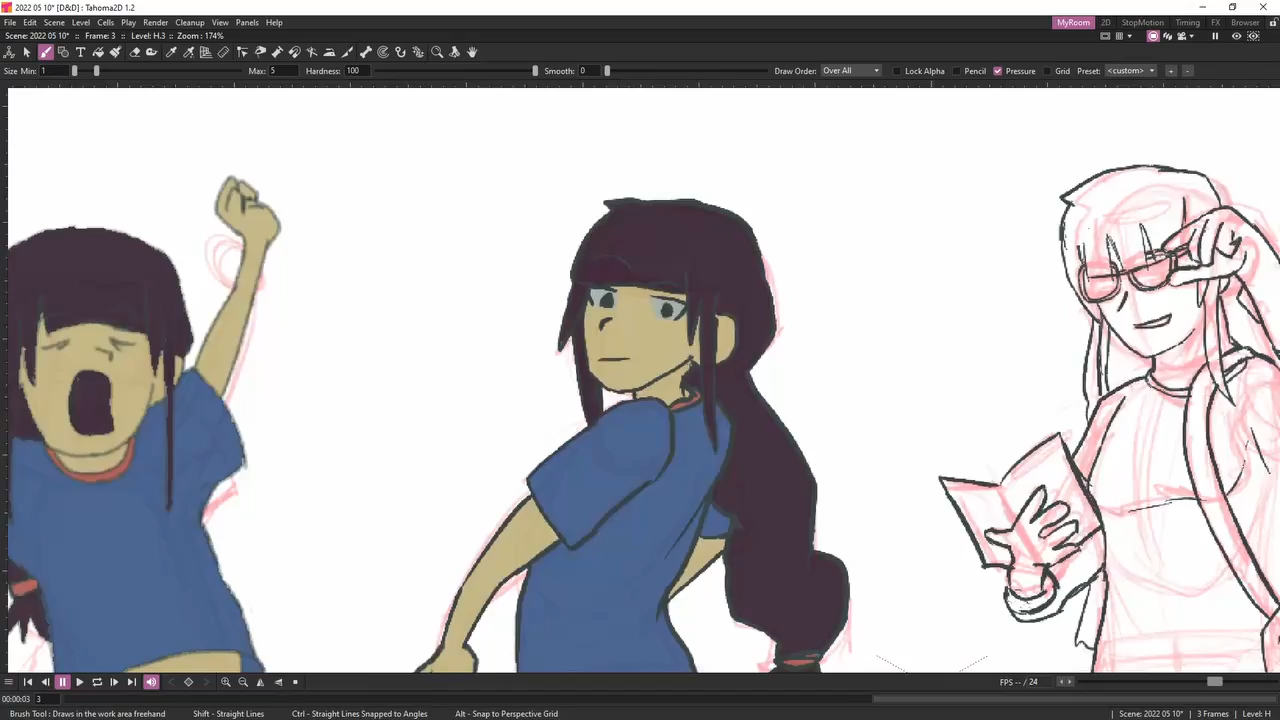 2022 05 10* [D&D] : Tahoma2D 1.2
File Edit Scene Level Cells Play Render Cleanup View Panels Help
MyRoom 2D StopMotion Timing FX Browser
Scene: 2022 05 10* :: Frame: 3 :: Level: H.3 :: Zoom : 174%
Size Min: 1 Max: 5 Hardness: 100 Smooth: 0 Draw Order: Over All Lock Alpha Pencil Pressure Grid Preset: <custom> + -
FPS -- / 24
00:00:03 3
Brush Tool : Draws in the work area freehand Shift - Straight Lines Ctrl - Straight Lines Snapped to Angles Alt - Snap to Perspective Grid | Scene: 2022 05 10* | 3 Frames | Level: H